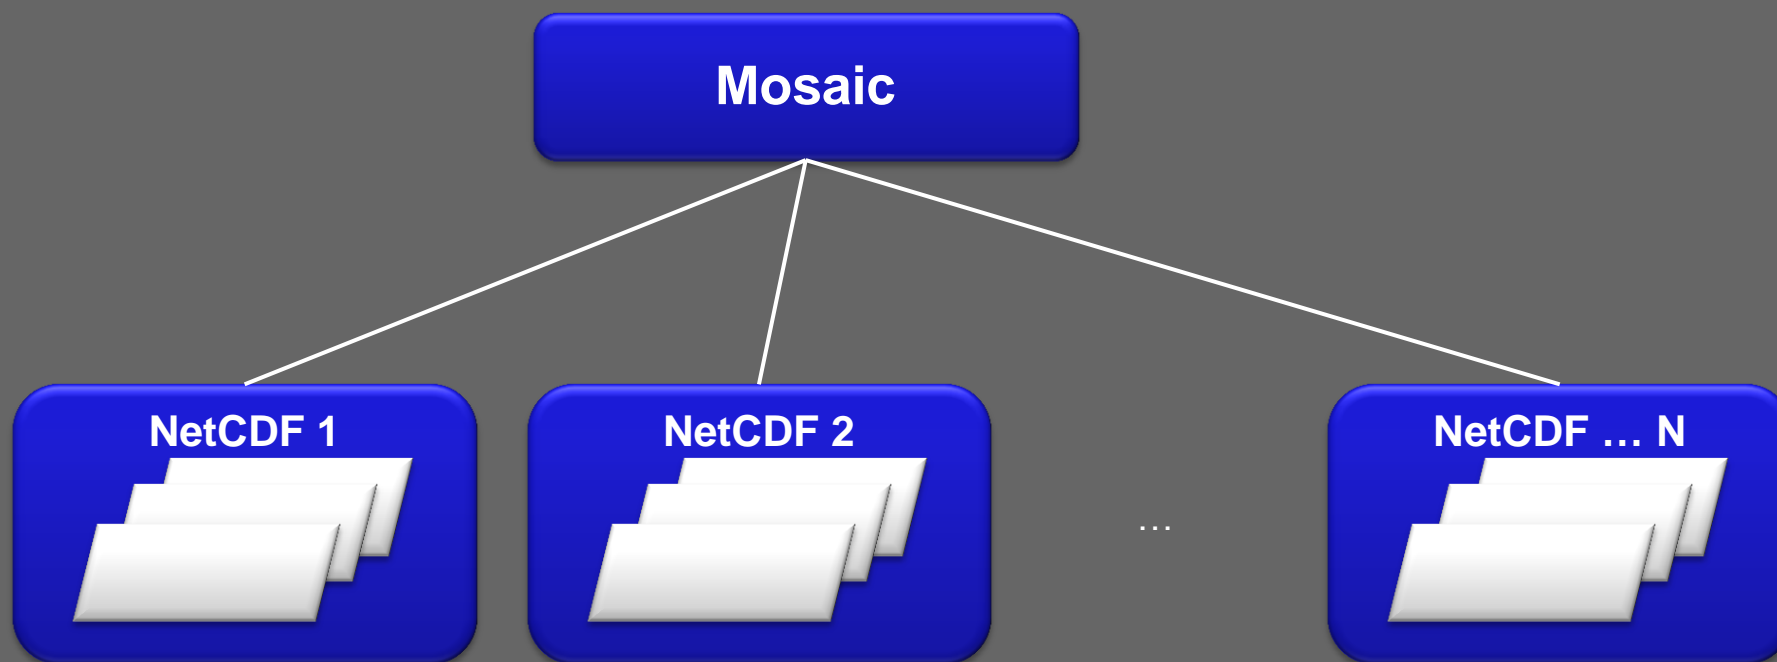 Mosaic
NetCDF 1
NetCDF 2
NetCDF … N
…